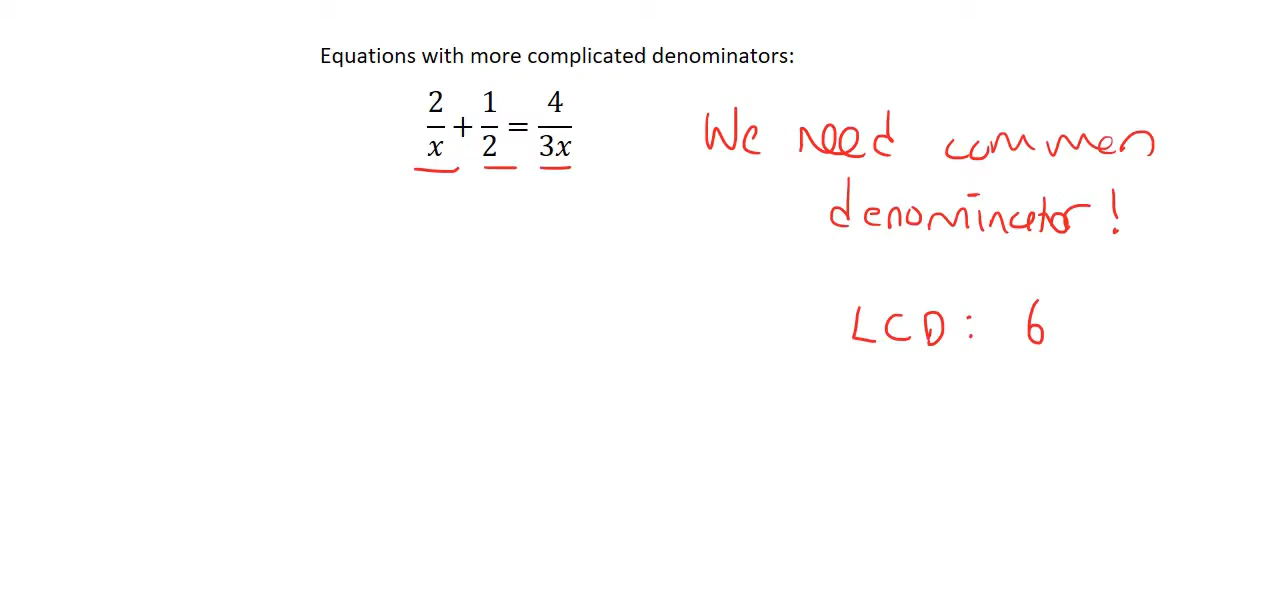 Equations with more complicated denominators:
2/x + 1/2 = 4/3x
We need common
denominator!
LCD: 6